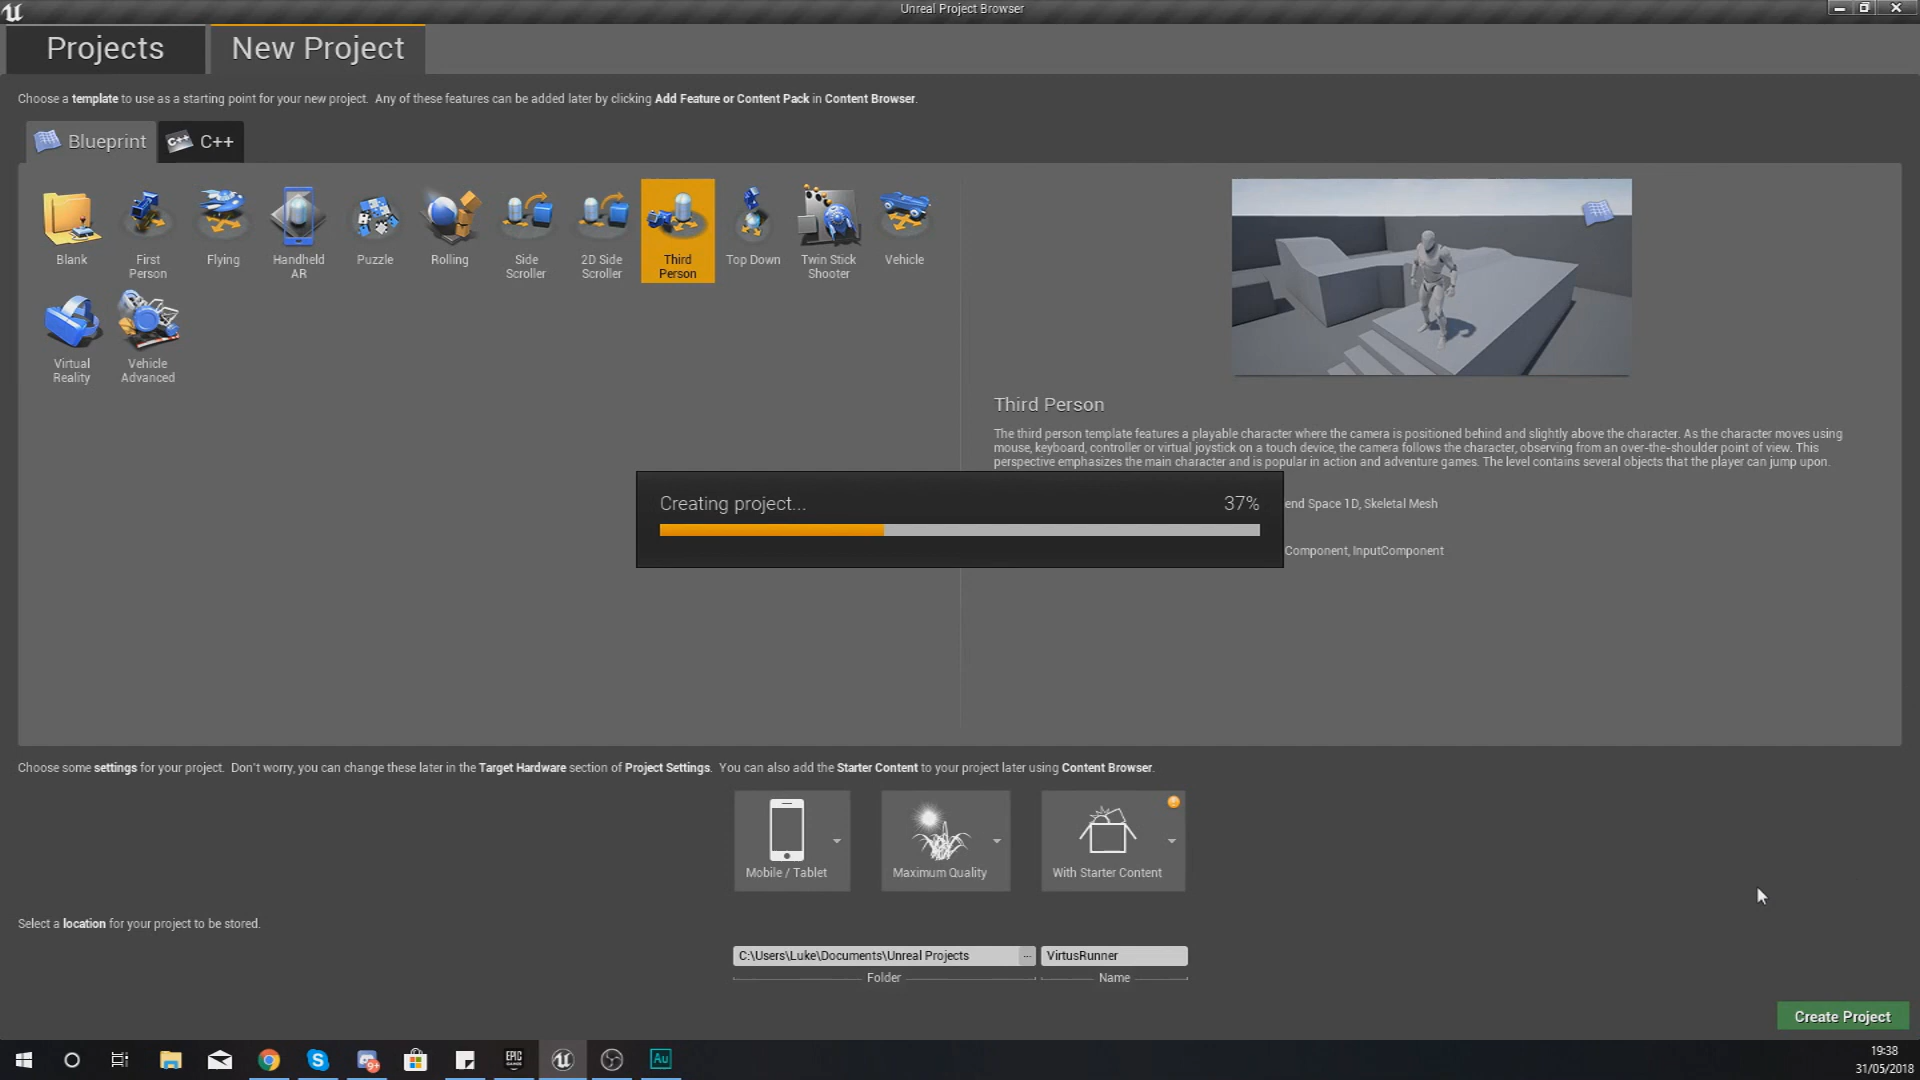 Unreal Project Browser
Projects
New Project
Choose a template to use as a starting point for your new project. Any of these features can be added later by clicking Add Feature or Content Pack in Content Browser.
Blueprint
C++
C++
Blank
First Person
Flying
Handheld AR
Puzzle
Rolling
Side Scroller
2D Side Scroller
Third Person
Top Down
Twin Stick Shooter
Vehicle
Virtual Reality
Vehicle Advanced
Third Person
The third person template features a playable character where the camera is positioned behind and slightly above the character. As the character moves using
mouse, keyboard, controller or virtual joystick on a touch device, the camera follows the character, observing from an over-the-shoulder point of view. This
perspective emphasizes the main character and is popular in action and adventure games. The level contains several objects that the player can jump upon.
Creating project...
37%
end Space 1D, Skeletal Mesh
Component, InputComponent
Choose some settings for your project. Don't worry, you can change these later in the Target Hardware section of Project Settings. You can also add the Starter Content to your project later using Content Browser.
Mobile / Tablet
Maximum Quality
With Starter Content
Select a location for your project to be stored.
C:\Users\Luke\Documents\Unreal Projects
...
VirtusRunner
Folder
Name
Create Project
9+
EPIC
GAMES
Au
19:38
31/05/2018